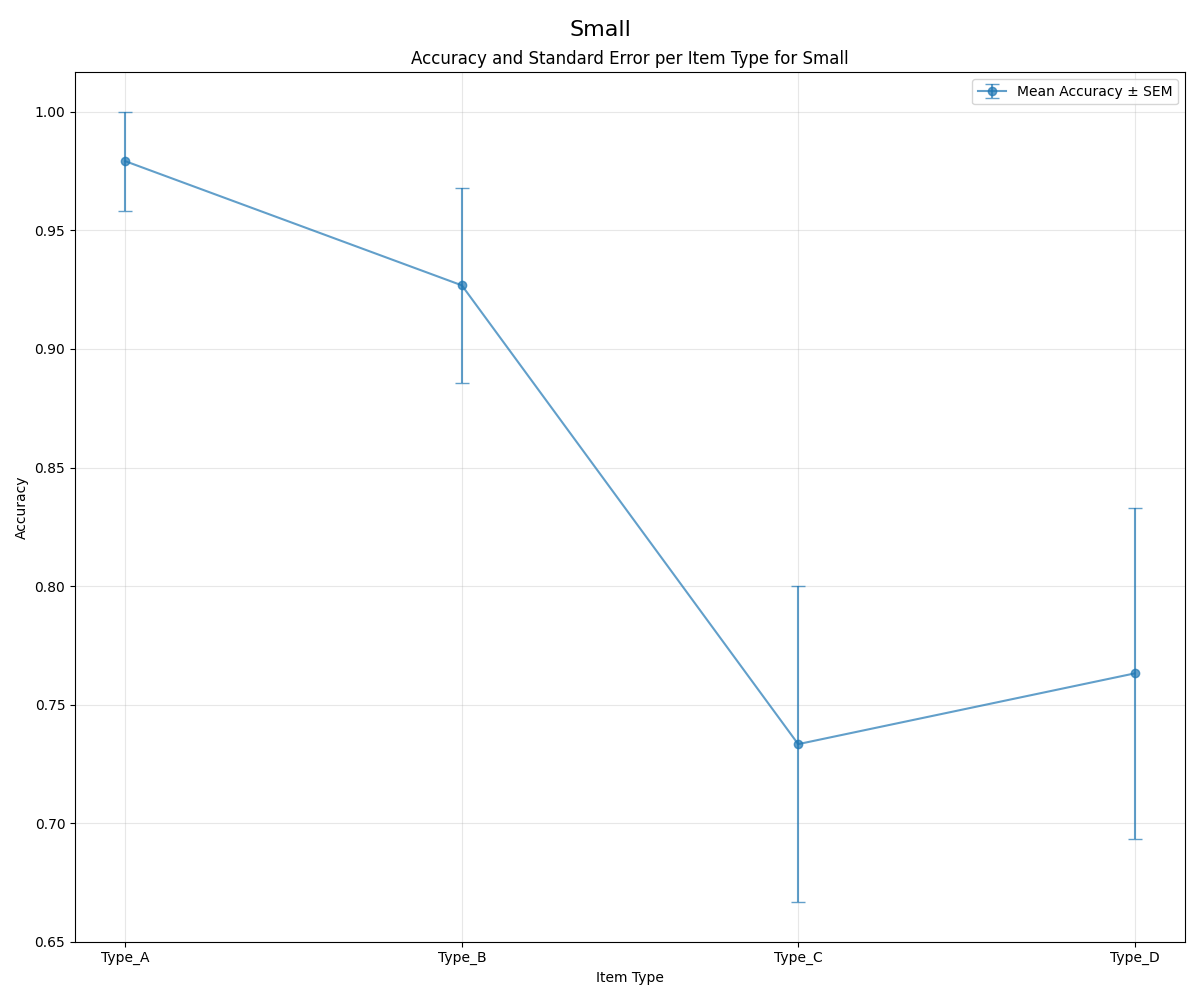 Small
Accuracy and Standard Error per Item Type for Small
Mean Accuracy ± SEM
1.00
0.95
0.90
0.85
0.80
0.75
0.70
0.65
Accuracy
Type_A
Type_B
Type_C
Type_D
Item Type